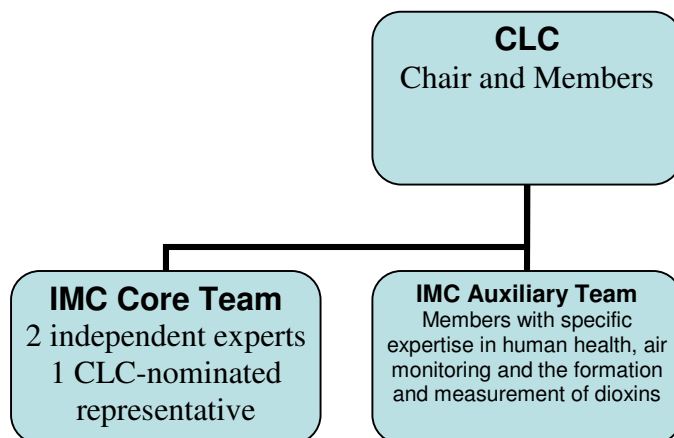 CLC
Chair and Members
IMC Core Team
2 independent experts
1 CLC-nominated
representative
IMC Auxiliary Team
Members with specific
expertise in human health, air
monitoring and the formation
and measurement of dioxins